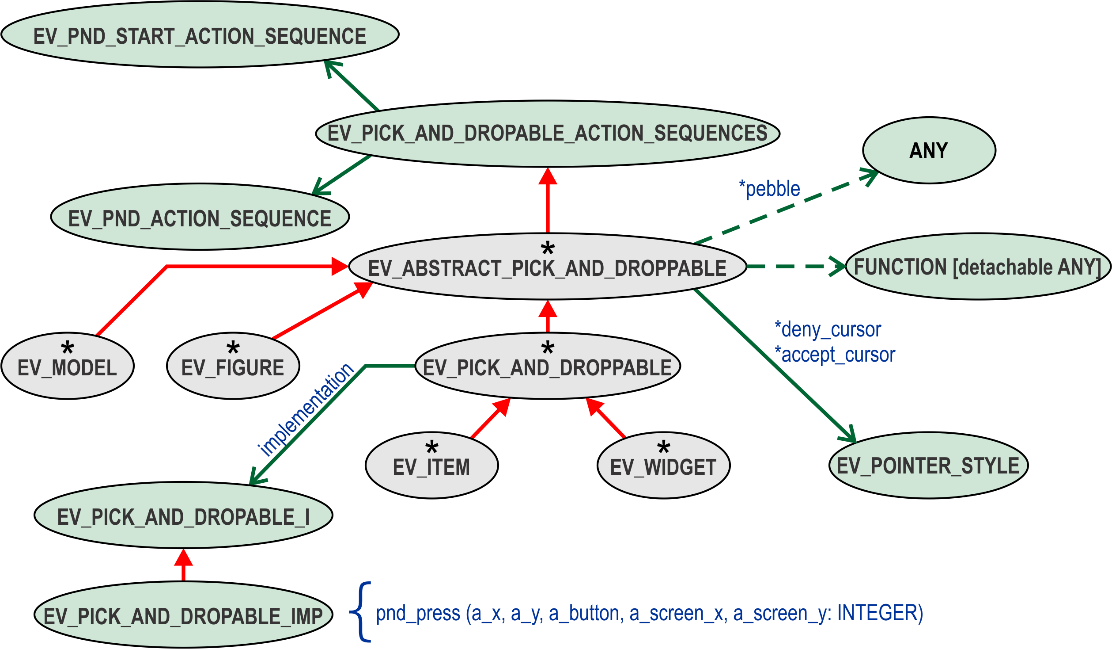 EV_PND_START_ACTION_SEQUENCE
EV_PICK_AND_DROPABLE_ACTION_SEQUENCES
ANY
*pebble
EV_PND_ACTION_SEQUENCE
*
EV_ABSTRACT_PICK_AND_DROPPABLE
FUNCTION [detachable ANY]
*deny_cursor
*accept_cursor
*
EV_MODEL
*
EV_FIGURE
*
EV_PICK_AND_DROPPABLE
implementation
*
EV_ITEM
*
EV_WIDGET
EV_POINTER_STYLE
EV_PICK_AND_DROPABLE_I
EV_PICK_AND_DROPABLE_IMP
pnd_press (a_x, a_y, a_button, a_screen_x, a_screen_y: INTEGER)